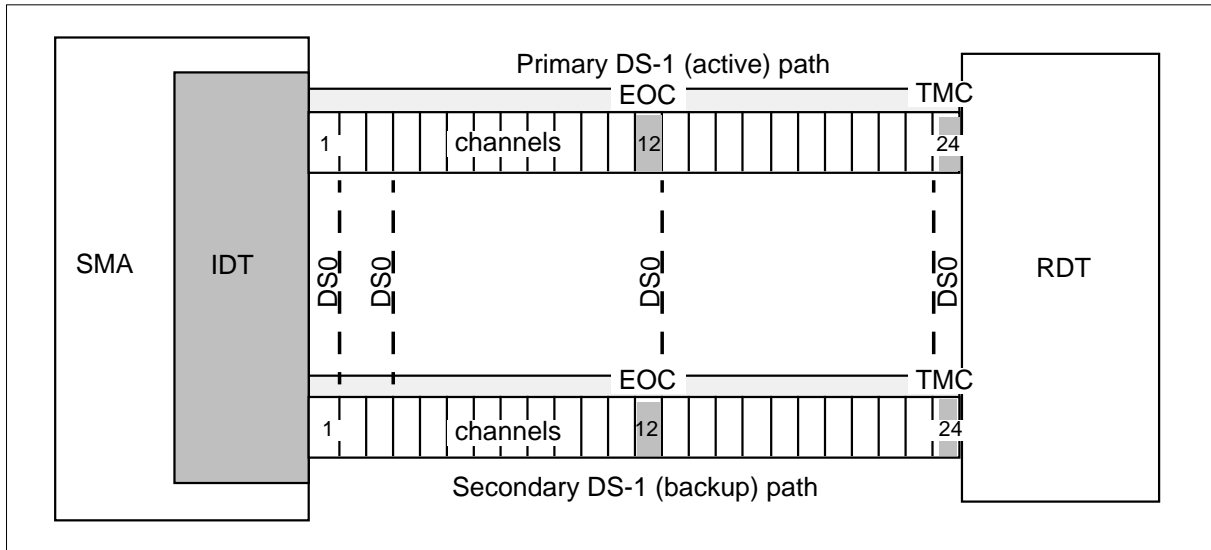 Primary DS-1 (active) path
EOC
TMC
1
channels
12
24
SMA
IDT
DS0
DS0
DS0
DS0
RDT
EOC
TMC
1
channels
12
24
Secondary DS-1 (backup) path